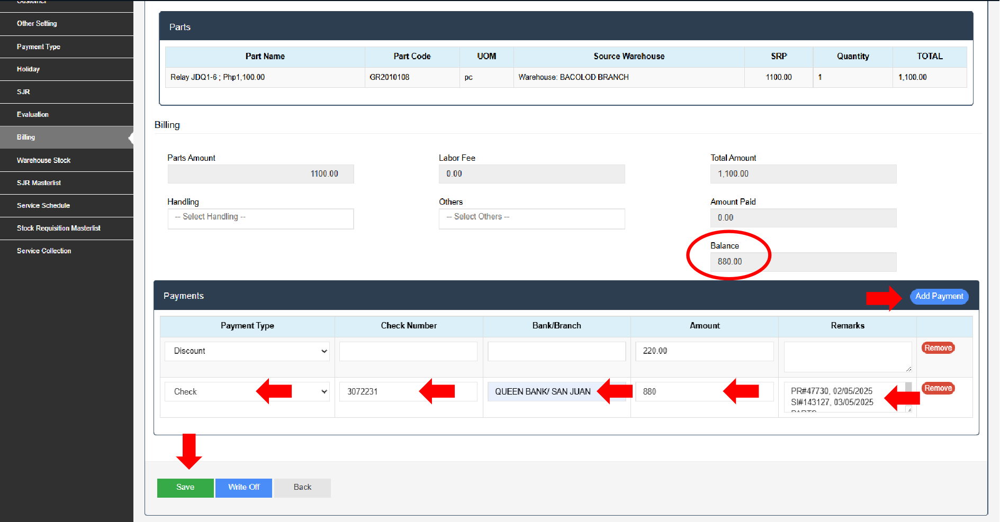 Customer
Other Setting
Payment Type
Holiday
SJR
Evaluation
Billing
Warehouse Stock
SJR Masterlist
Service Schedule
Stock Requisition Masterlist
Service Collection
Parts
Part Name Part Code UOM Source Warehouse SRP Quantity TOTAL
Relay JDQ1-6 ; Php1,100.00 GR2010108 pc Warehouse: BACOLOD BRANCH 1100.00 1 1,100.00
Billing
Parts Amount Labor Fee Total Amount
1100.00 0.00 1,100.00
Handling Others Amount Paid
-- Select Handling -- -- Select Others -- 0.00
Balance
880.00
Payments Add Payment
Payment Type Check Number Bank/Branch Amount Remarks
Discount 220.00 Remove
Check 3072231 QUEEN BANK/ SAN JUAN 880 PR#47730, 02/05/2025 Remove
SI#143127, 03/05/2025
PARTS
Save Write Off Back